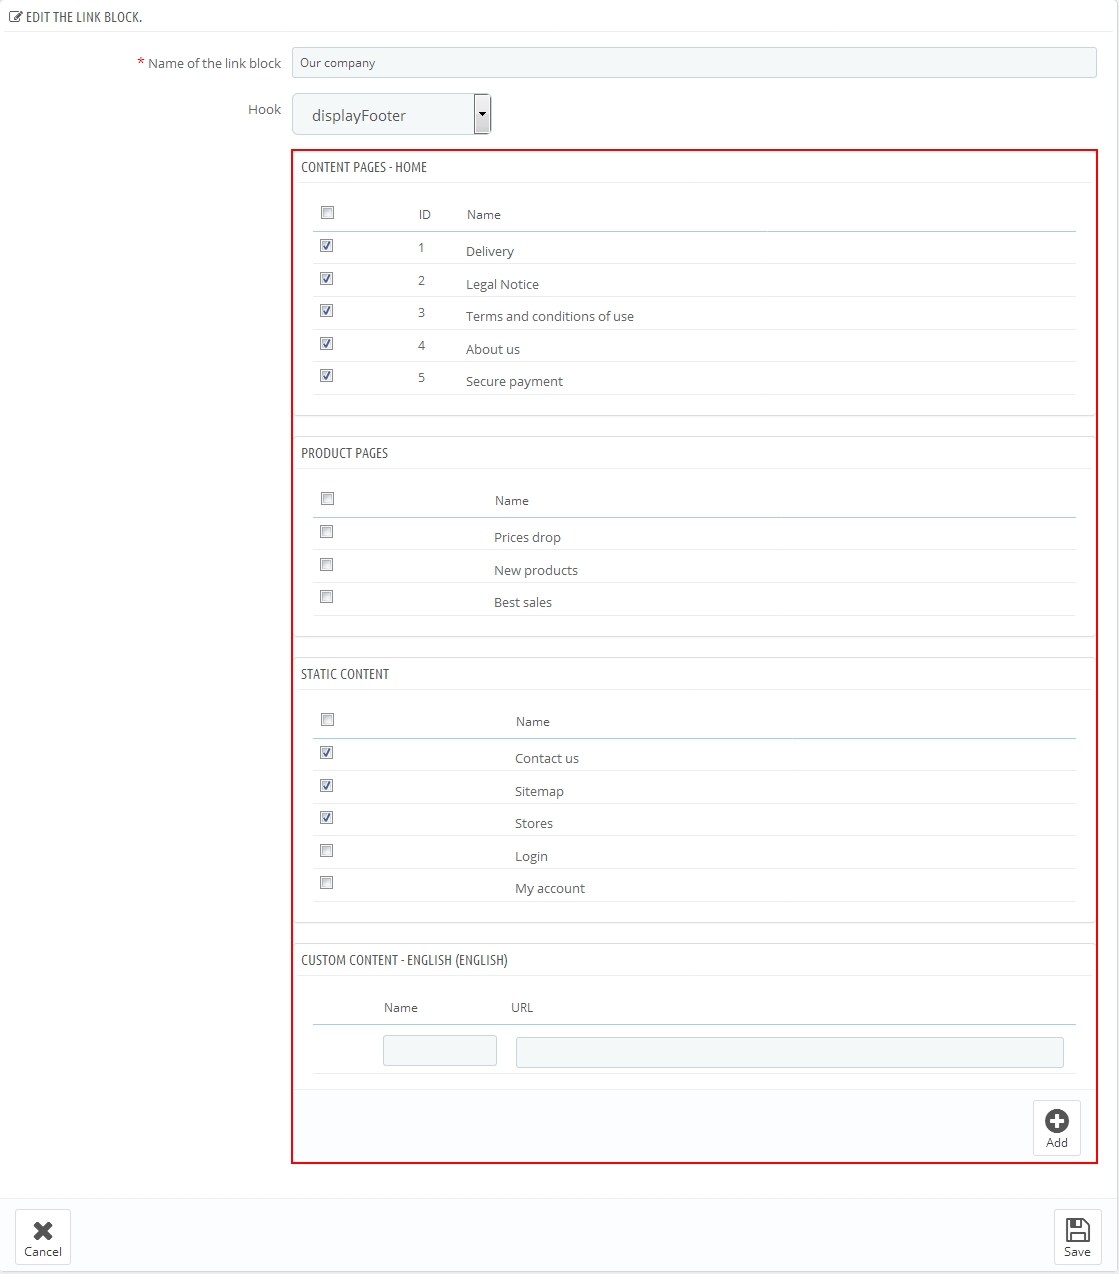 EDIT THE LINK BLOCK.
* Name of the link block Our company
Hook displayFooter
CONTENT PAGES - HOME
ID Name
1 Delivery
2 Legal Notice
3 Terms and conditions of use
4 About us
5 Secure payment
PRODUCT PAGES
Name
Prices drop
New products
Best sales
STATIC CONTENT
Name
Contact us
Sitemap
Stores
Login
My account
CUSTOM CONTENT - ENGLISH (ENGLISH)
Name URL
Add
Cancel Save